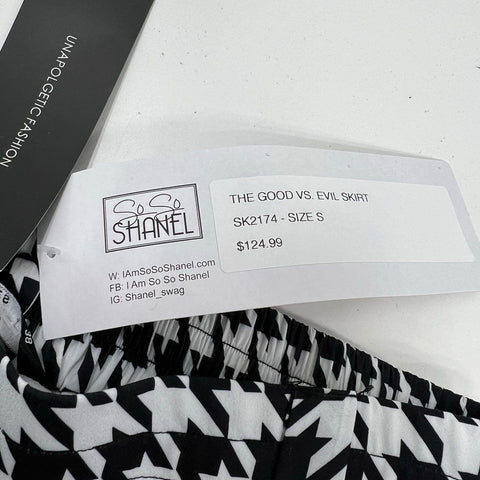 UNAPOLGETIC FASHION
So So
SHANEL
W: IAmSoSoShanel.com
FB: I Am So So Shanel
IG: Shanel_swag
THE GOOD VS. EVIL SKIRT
SK2174 - SIZE S
$124.99